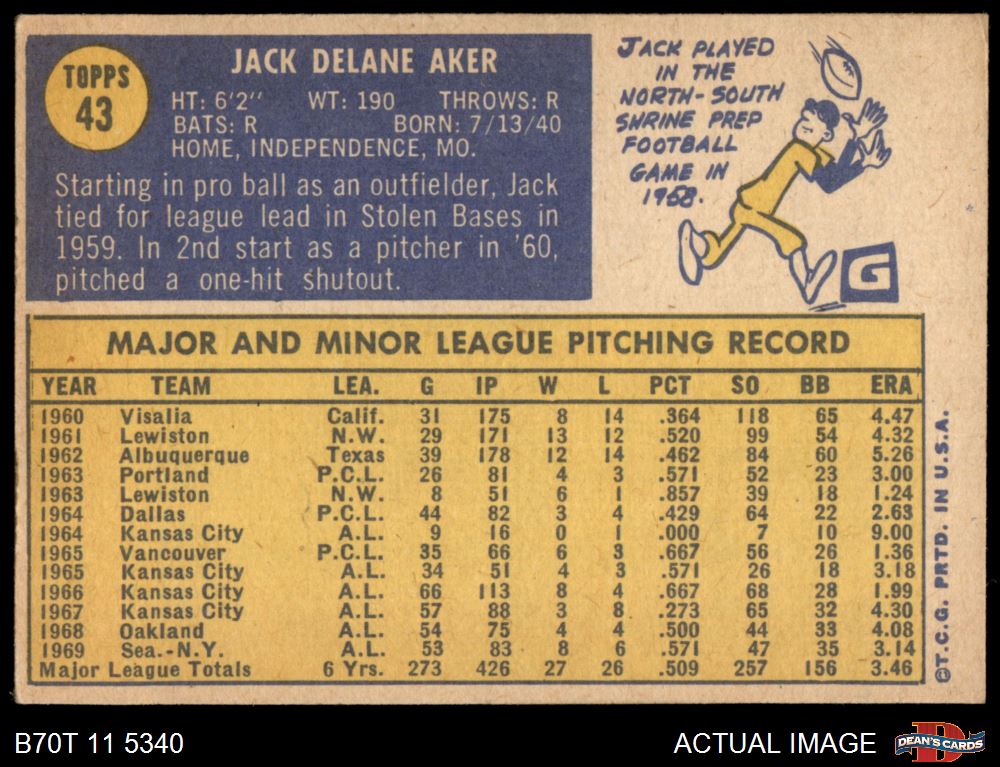 TOPPS
43
JACK DELANE AKER
HT: 6'2" WT: 190 THROWS: R
BATS: R BORN: 7/13/40
HOME, INDEPENDENCE, MO.
Starting in pro ball as an outfielder, Jack
tied for league lead in Stolen Bases in
1959. In 2nd start as a pitcher in '60,
pitched a one-hit shutout.
JACK PLAYED
IN THE
NORTH-SOUTH
SHRINE PREP
FOOTBALL
GAME IN
1958.
G
MAJOR AND MINOR LEAGUE PITCHING RECORD
YEAR TEAM LEA. G IP W L PCT SO BB ERA
1960 Visalia Calif. 31 175 8 14 .364 118 65 4.47
1961 Lewiston N.W. 29 171 13 12 .520 99 54 4.32
1962 Albuquerque Texas 39 178 12 14 .462 84 60 5.26
1963 Portland P.C.L. 26 81 4 3 .571 52 23 3.00
1963 Lewiston N.W. 8 51 6 1 .857 39 18 1.24
1964 Dallas P.C.L. 44 82 3 4 .429 64 22 2.63
1964 Kansas City A.L. 9 16 0 1 .000 7 10 9.00
1965 Vancouver P.C.L. 35 66 6 3 .667 56 26 1.36
1965 Kansas City A.L. 34 51 4 3 .571 26 18 3.18
1966 Kansas City A.L. 66 113 8 4 .667 68 28 1.99
1967 Kansas City A.L. 57 88 3 8 .273 65 32 4.30
1968 Oakland A.L. 54 75 4 4 .500 44 33 4.08
1969 Sea.-N.Y. A.L. 53 83 8 6 .571 47 35 3.14
Major League Totals 6 Yrs. 273 426 27 26 .509 257 156 3.46
©T.C.G. PRTD. IN U.S.A.
B70T 11 5340
ACTUAL IMAGE
D
DEAN'S CARDS